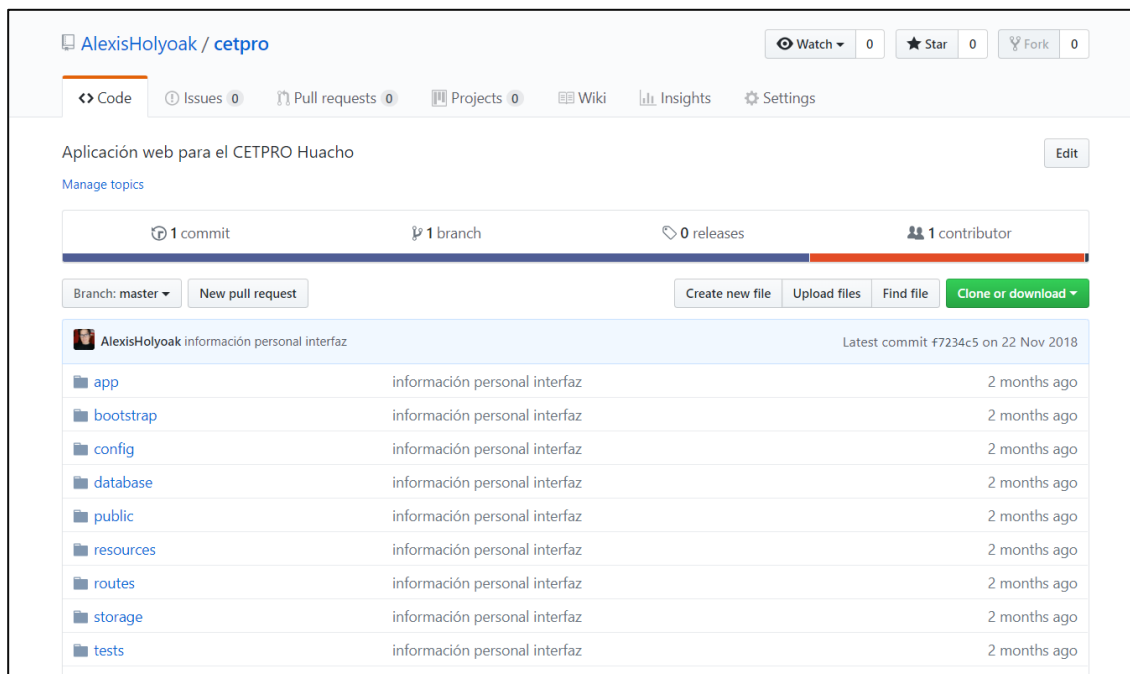 AlexisHolyoak / cetpro
Watch 0 Star 0 Fork 0
Code Issues 0 Pull requests 0 Projects 0 Wiki Insights Settings
Aplicación web para el CETPRO Huacho Edit
Manage topics
1 commit 1 branch 0 releases 1 contributor
Branch: master New pull request Create new file Upload files Find file Clone or download
AlexisHolyoak información personal interfaz Latest commit f7234c5 on 22 Nov 2018
app información personal interfaz 2 months ago
bootstrap información personal interfaz 2 months ago
config información personal interfaz 2 months ago
database información personal interfaz 2 months ago
public información personal interfaz 2 months ago
resources información personal interfaz 2 months ago
routes información personal interfaz 2 months ago
storage información personal interfaz 2 months ago
tests información personal interfaz 2 months ago